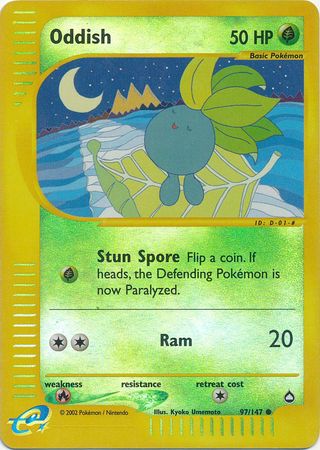 Oddish 50 HP
Basic Pokémon
ID: D-01-#
Stun Spore Flip a coin. If
heads, the Defending Pokémon is
now Paralyzed.
Ram 20
weakness resistance retreat cost
e
© 2002 Pokémon / Nintendo Illus. Kyoko Umemoto 97/147